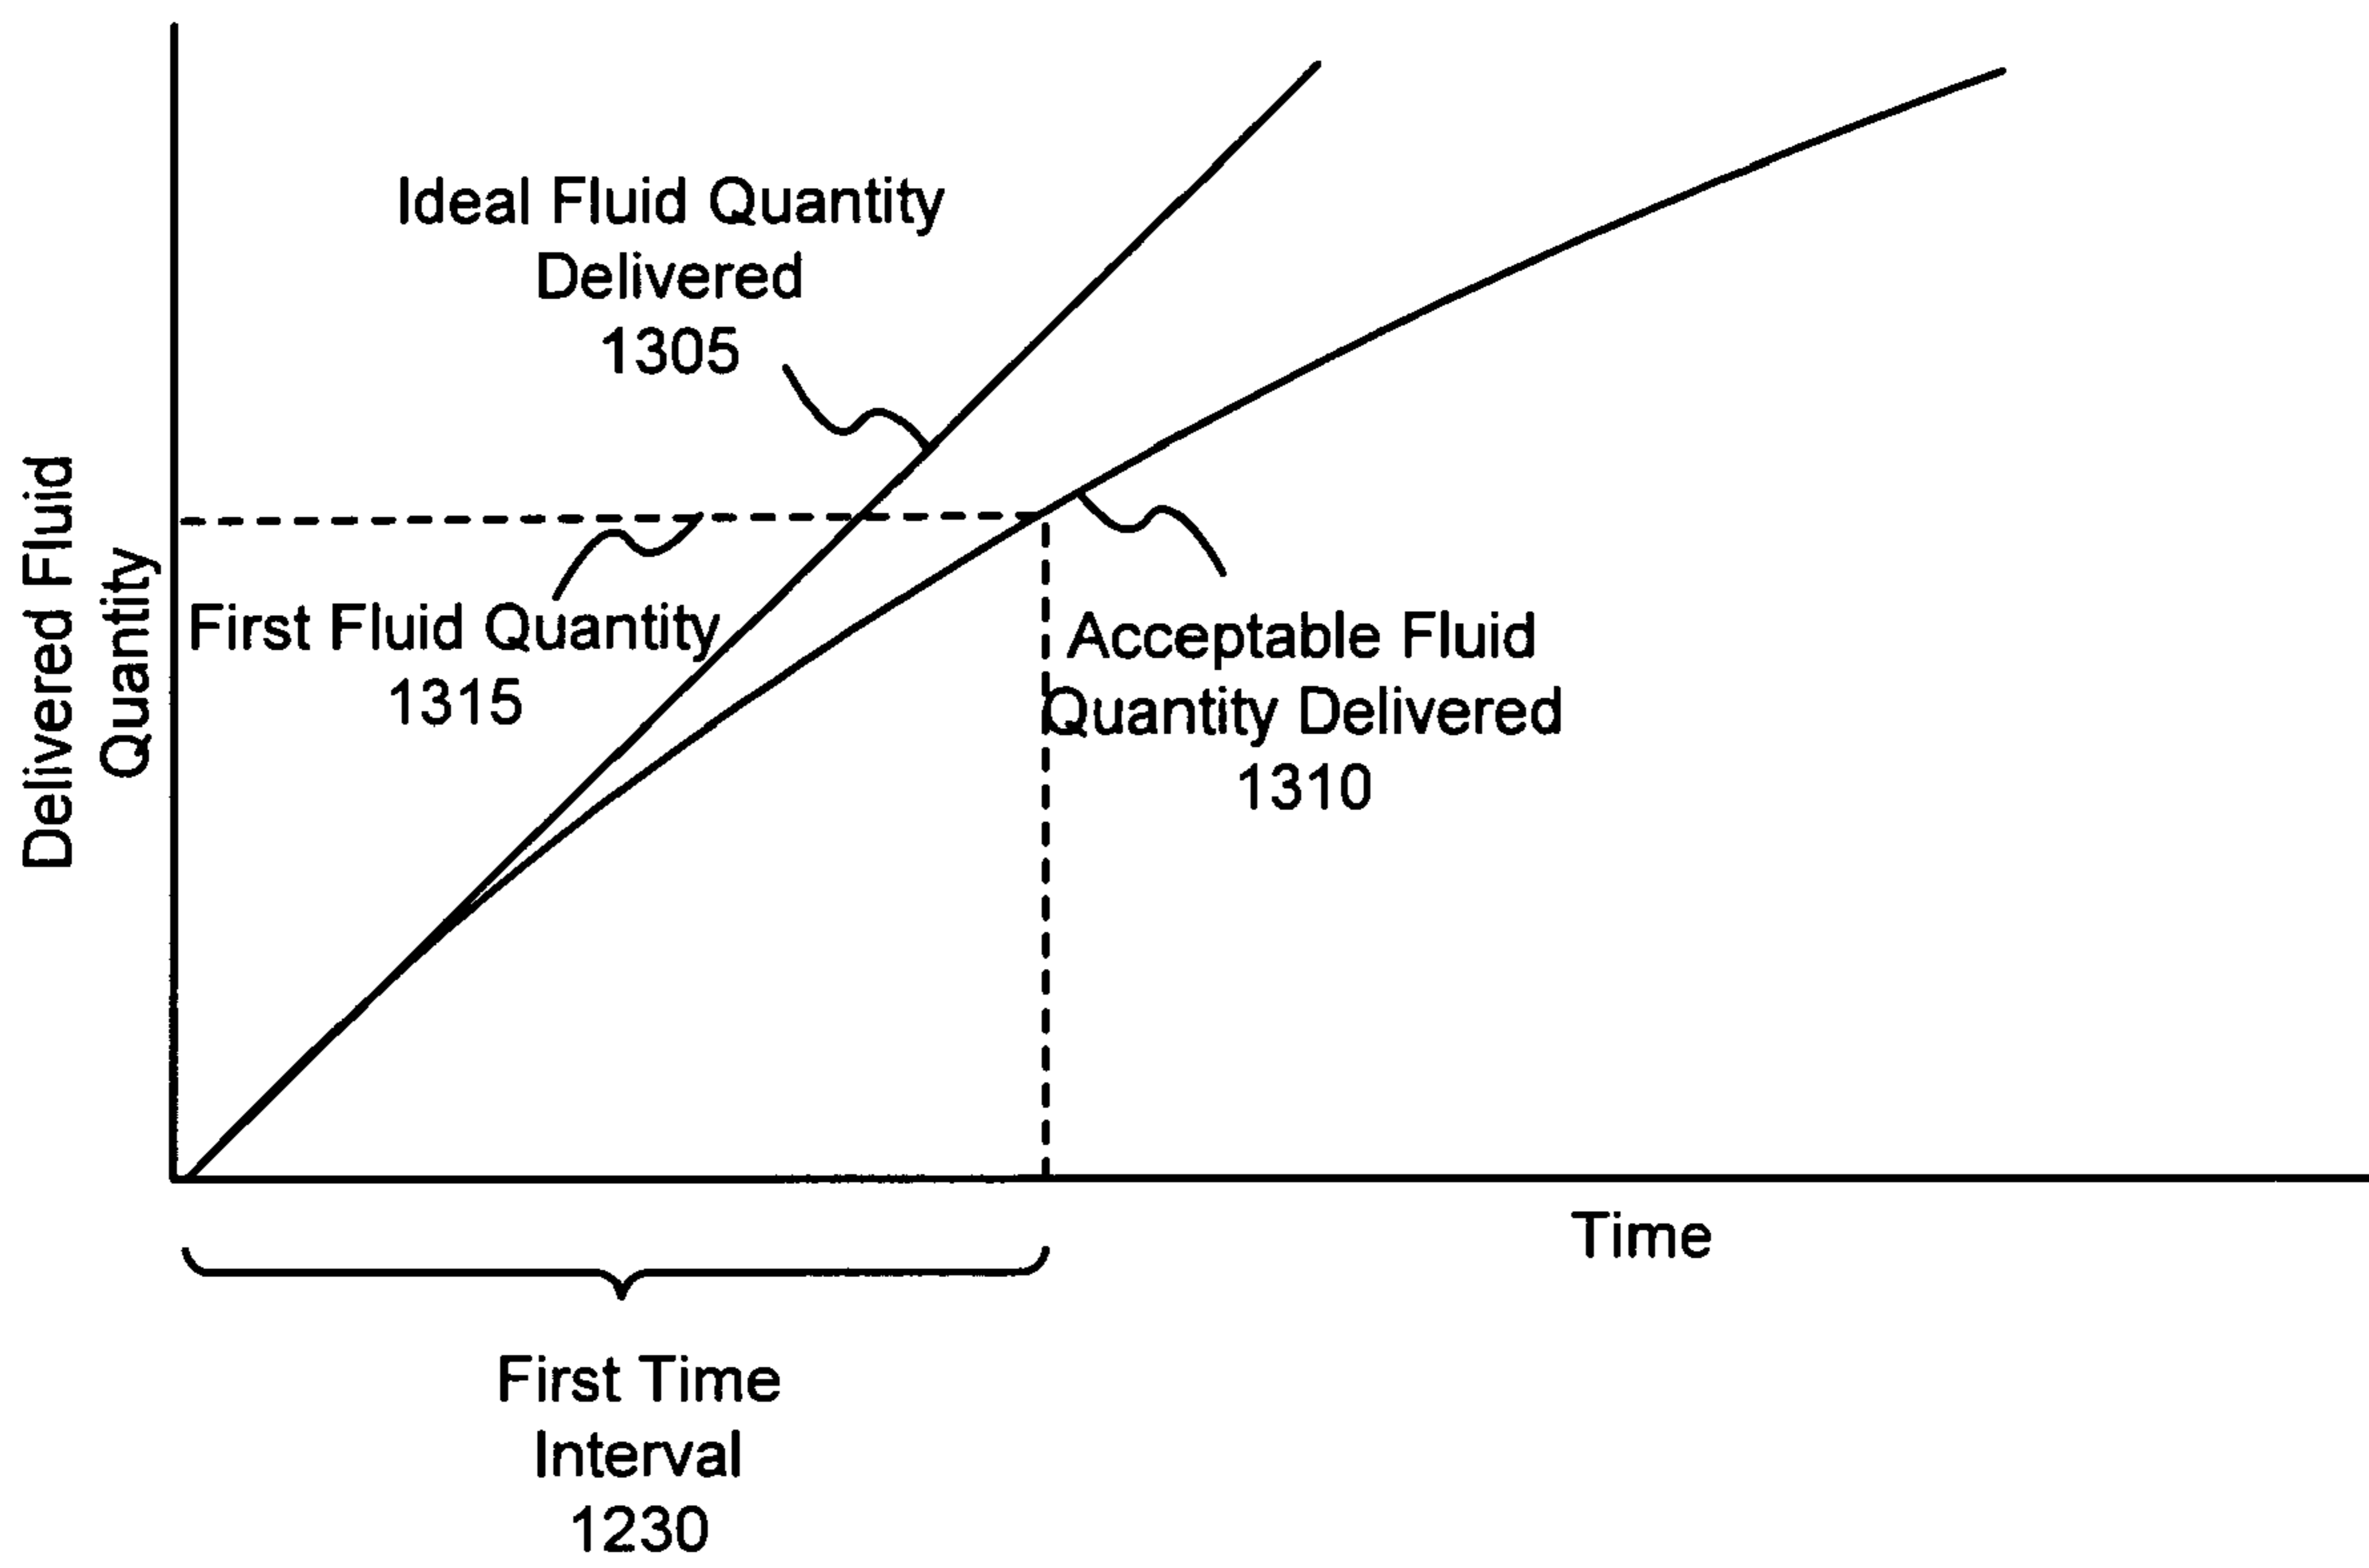 Ideal Fluid Quantity
Delivered
1305
Delivered Fluid
Quantity
First Fluid Quantity
1315
Acceptable Fluid
Quantity Delivered
1310
Time
First Time
Interval
1230